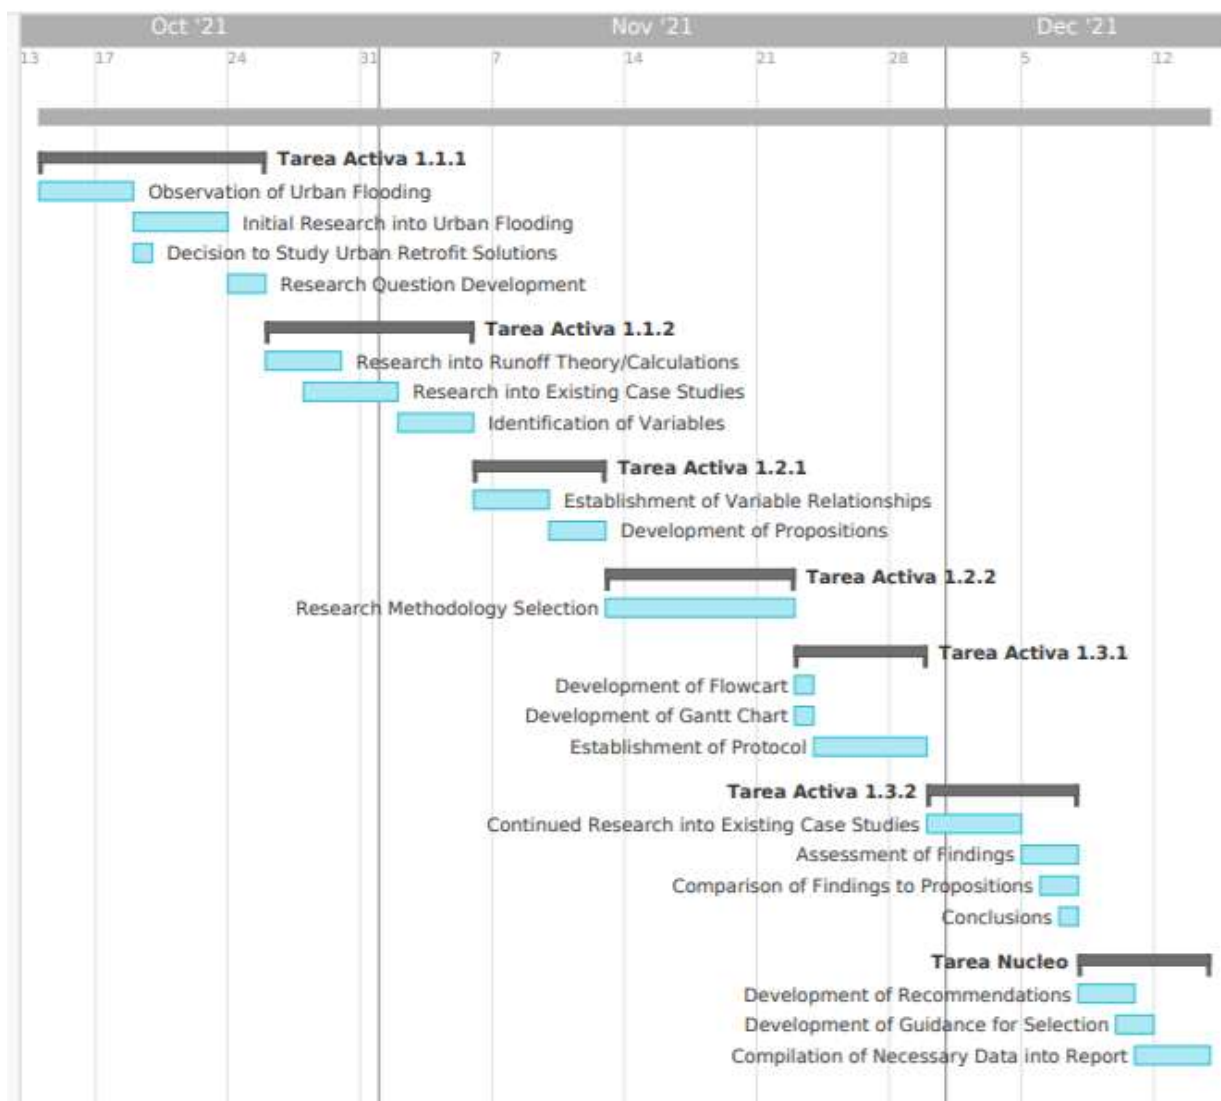 Oct '21 Nov '21 Dec '21
13 17 24 31 7 14 21 28 5 12
Tarea Activa 1.1.1
Observation of Urban Flooding
Initial Research into Urban Flooding
Decision to Study Urban Retrofit Solutions
Research Question Development
Tarea Activa 1.1.2
Research into Runoff Theory/Calculations
Research into Existing Case Studies
Identification of Variables
Tarea Activa 1.2.1
Establishment of Variable Relationships
Development of Propositions
Tarea Activa 1.2.2
Research Methodology Selection
Tarea Activa 1.3.1
Development of Flowcart
Development of Gantt Chart
Establishment of Protocol
Tarea Activa 1.3.2
Continued Research into Existing Case Studies
Assessment of Findings
Comparison of Findings to Propositions
Conclusions
Tarea Nucleo
Development of Recommendations
Development of Guidance for Selection
Compilation of Necessary Data into Report